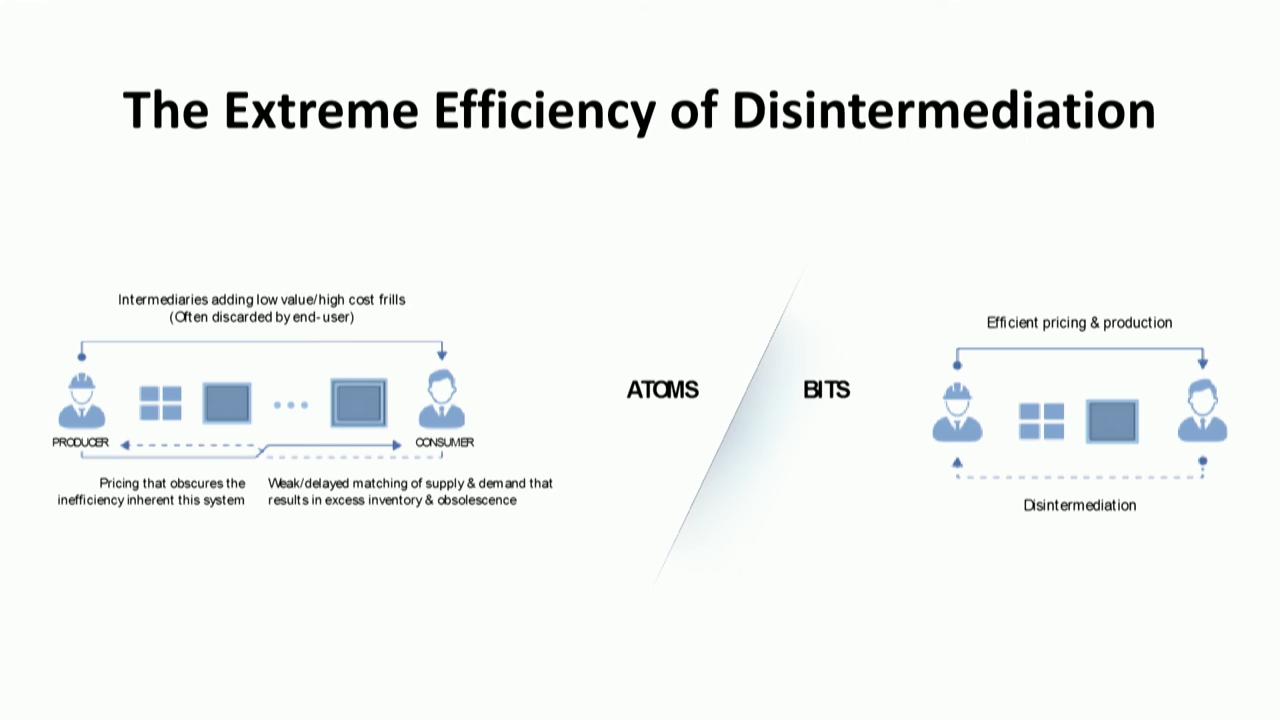 The Extreme Efficiency of Disintermediation
Intermediaries adding low value/high cost frills
(Often discarded by end-user)
PRODUCER
CONSUMER
Pricing that obscures the
inefficiency inherent this system
Weak/delayed matching of supply & demand that
results in excess inventory & obsolescence
ATOMS
BITS
Efficient pricing & production
Disintermediation